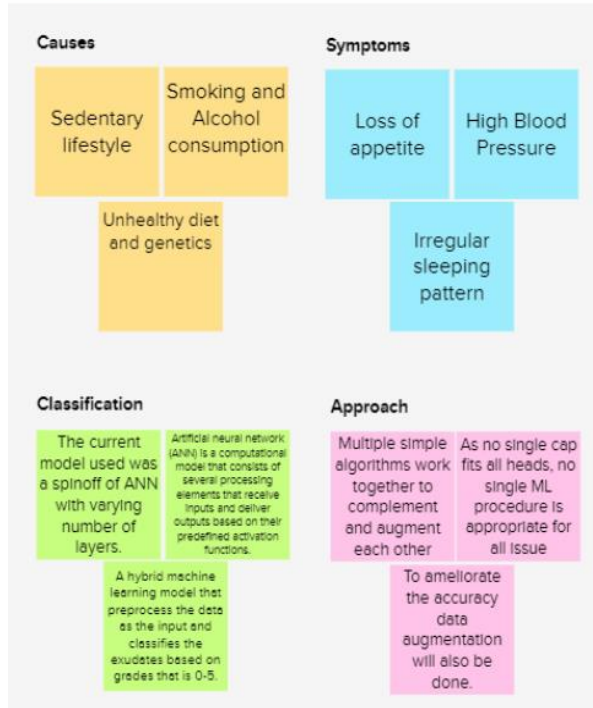 Causes
Sedentary
lifestyle
Smoking and
Alcohol
consumption
Unhealthy diet
and genetics
Symptoms
Loss of
appetite
High Blood
Pressure
Irregular
sleeping
pattern
Classification
The current
model used was
a spinoff of ANN
with varying
number of
layers.
Artificial neural network
(ANN) is a computational
model that consists of
several processing
elements that receive
inputs and deliver
outputs based on their
predefined activation
functions.
A hybrid machine
learning model that
preprocess the data
as the input and
classifies the
exudates based on
grades that is 0-5.
Approach
Multiple simple
algorithms work
together to
complement
and augment
each other
As no single cap
fits all heads, no
single ML
procedure is
appropriate for
all issue
To ameliorate
the accuracy
data
augmentation
will also be
done.